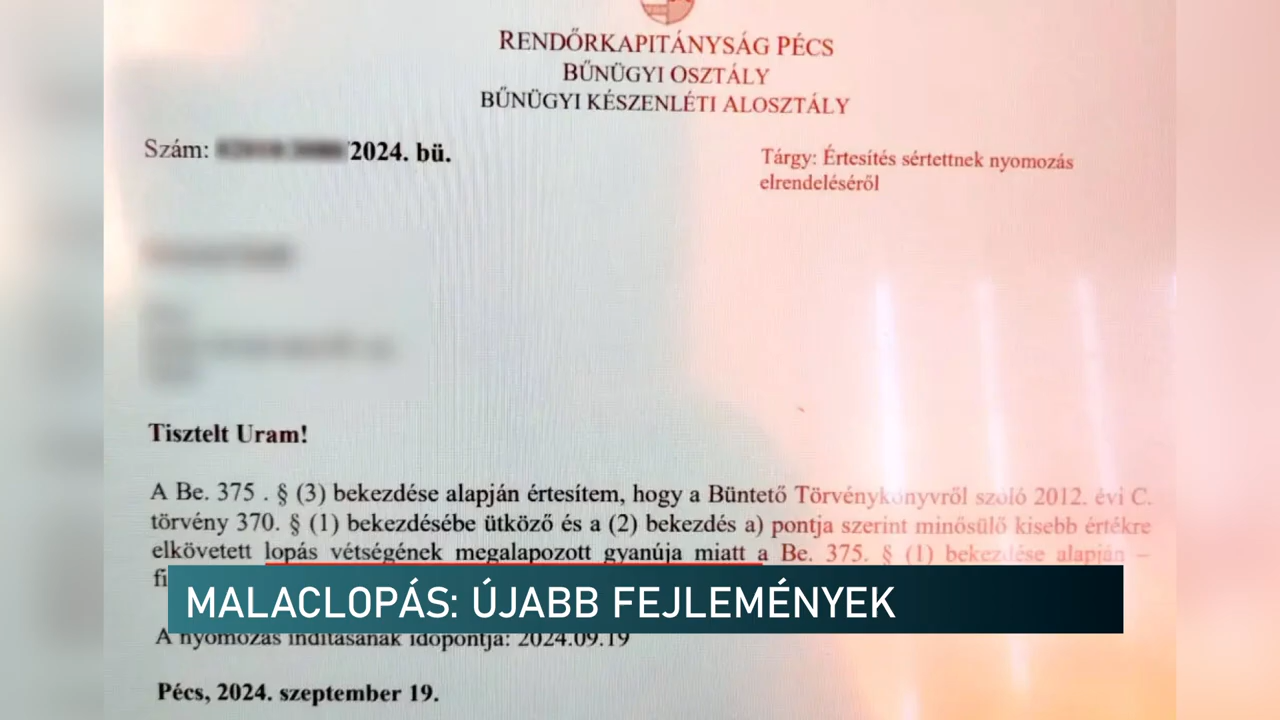 RENDŐRKAPITÁNYSÁG PÉCS
BŰNÜGYI OSZTÁLY
BŰNÜGYI KÉSZENLÉTI ALOSZTÁLY
Szám: 2024. bü.
Tárgy: Értesítés sértettnek nyomozás
elrendeléséről
Tisztelt Uram!
A Be. 375 . § (3) bekezdése alapján értesítem, hogy a Büntető Törvénykönyvről szóló 2012. évi C.
törvény 370. § (1) bekezdésébe ütköző és a (2) bekezdés a) pontja szerint minősülő kisebb értékre
elkövetett lopás vétségének megalapozott gyanúja miatt a Be. 375. § (1) bekezdése alapján –
MALACLOPÁS: ÚJABB FEJLEMÉNYEK
A nyomozás indításának időpontja: 2024.09.19
Pécs, 2024. szeptember 19.